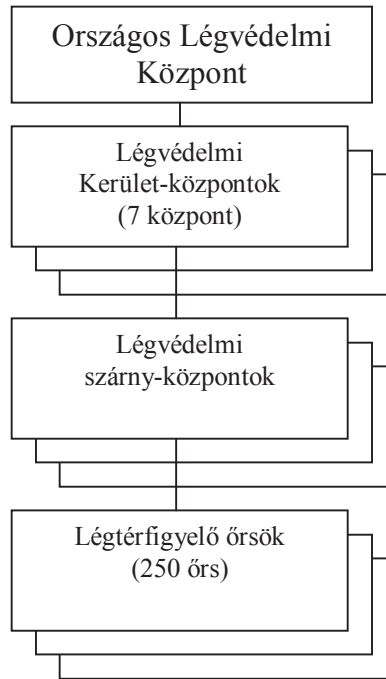 Országos Légvédelmi
Központ
Légvédelmi
Kerület-központok
(7 központ)
Légvédelmi
szárny-központok
Légtérfigyelő őrsök
(250 őrs)